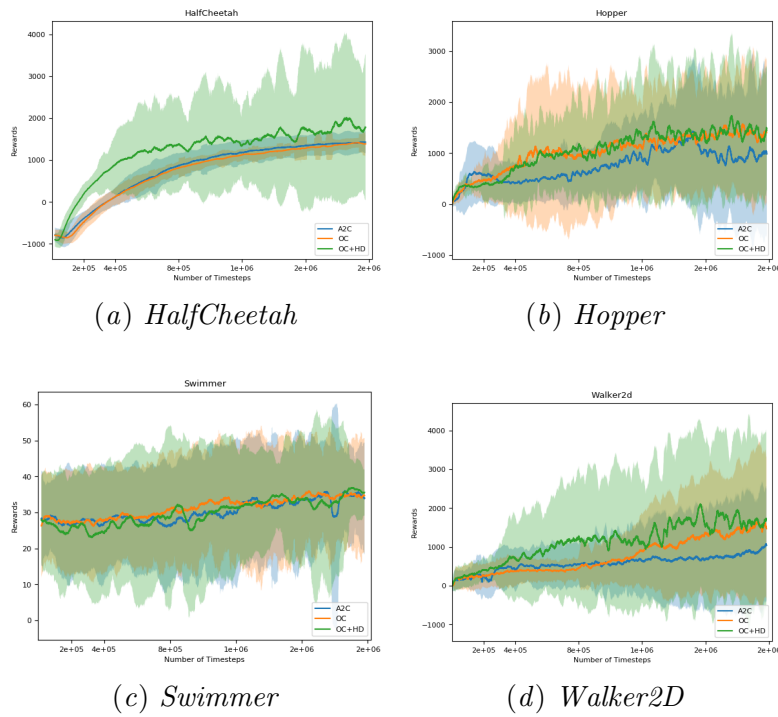 HalfCheetah
4000
3000
2000
1000
0
−1000
Rewards
A2C
OC
OC+HD
2e+05 4e+05 8e+05 1e+06 2e+06 2e+06
Number of Timesteps
(a) HalfCheetah
Hopper
3000
2000
1000
0
−1000
Rewards
A2C
OC
OC+HD
2e+05 4e+05 8e+05 1e+06 2e+06 2e+06
Number of Timesteps
(b) Hopper
Swimmer
60
50
40
30
20
10
0
Rewards
A2C
OC
OC+HD
2e+05 4e+05 8e+05 1e+06 2e+06 2e+06
Number of Timesteps
(c) Swimmer
Walker2d
4000
3000
2000
1000
0
−1000
Rewards
A2C
OC
OC+HD
2e+05 4e+05 8e+05 1e+06 2e+06 2e+06
Number of Timesteps
(d) Walker2D